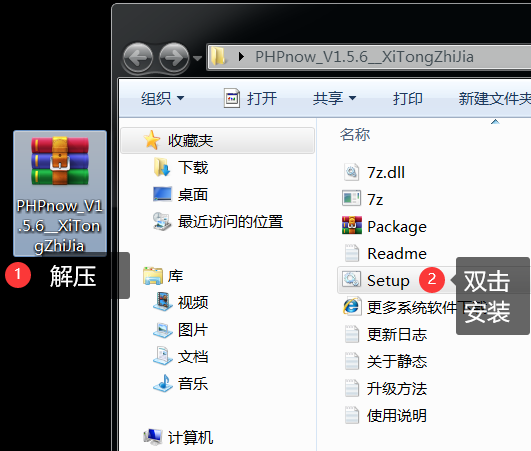 PHPnow_V1.5.6__XiTongZhiJia
组织
打开
共享
打印
新建文件夹
收藏夹
下载
桌面
最近访问的位置
库
视频
图片
文档
音乐
计算机
名称
7z.dll
7z
Package
Readme
Setup
更多系统软件下
更新日志
关于静态
升级方法
使用说明
PHPnow_V1
.5.6__XiTon
gZhiJia
1
解压
2
双击
安装